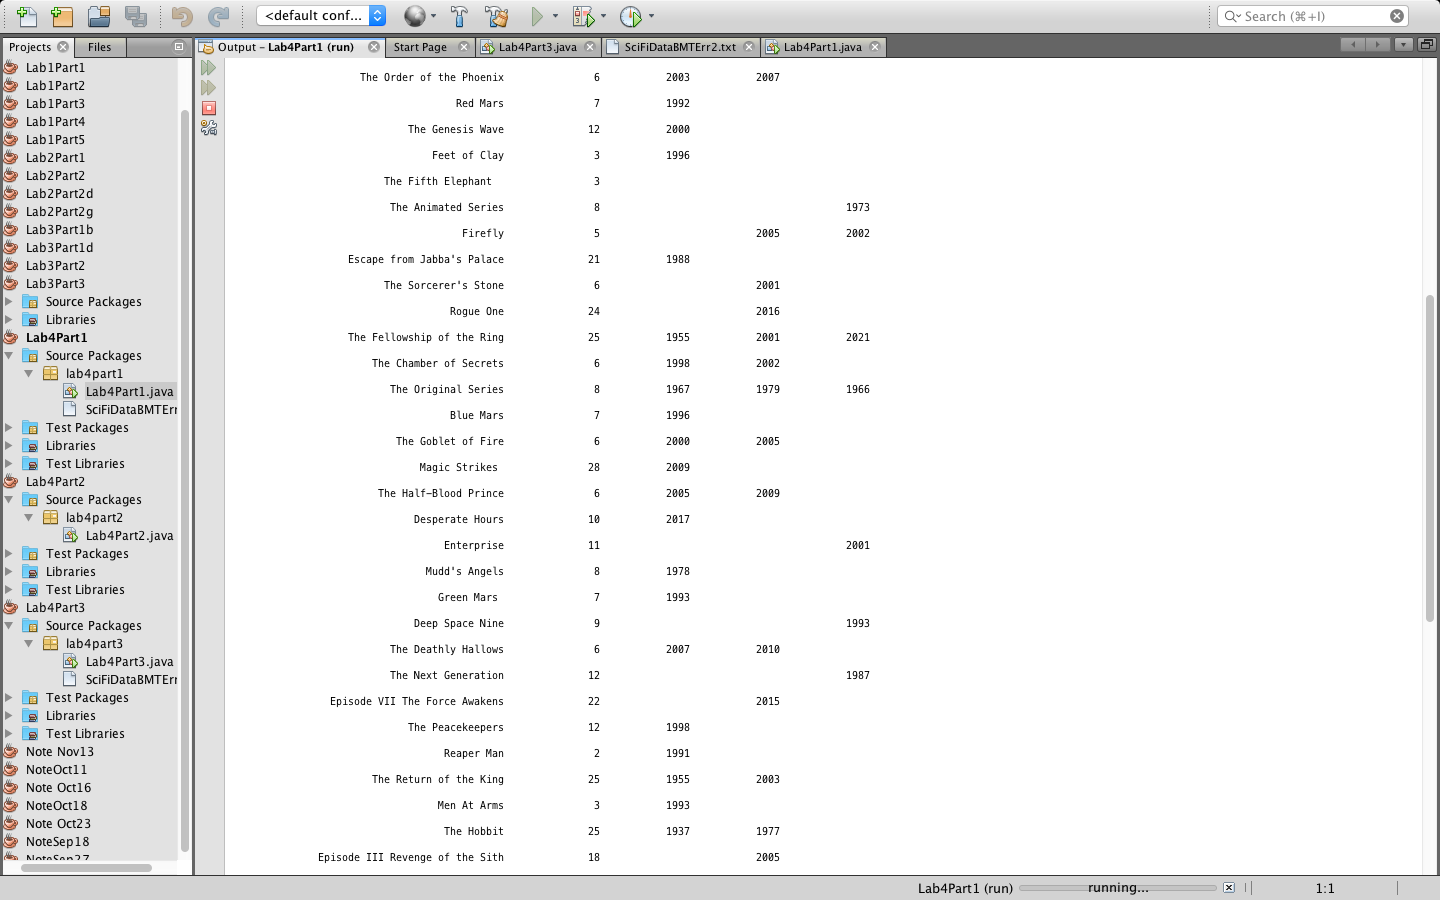 <default conf...
Search (⌘+I)
Projects
Files
Output – Lab4Part1 (run)
Start Page
Lab4Part3.java
SciFiDataBMTErr2.txt
Lab4Part1.java
Lab1Part1
Lab1Part2
Lab1Part3
Lab1Part4
Lab1Part5
Lab2Part1
Lab2Part2
Lab2Part2d
Lab2Part2g
Lab3Part1b
Lab3Part1d
Lab3Part2
Lab3Part3
Source Packages
Libraries
Lab4Part1
Source Packages
lab4part1
Lab4Part1.java
SciFiDataBMTErr
Test Packages
Libraries
Test Libraries
Lab4Part2
Source Packages
lab4part2
Lab4Part2.java
Test Packages
Libraries
Test Libraries
Lab4Part3
Source Packages
lab4part3
Lab4Part3.java
SciFiDataBMTErr
Test Packages
Libraries
Test Libraries
Note Nov13
NoteOct11
Note Oct16
NoteOct18
Note Oct23
NoteSep18
NoteSep27
The Order of the Phoenix 6 2003 2007
Red Mars 7 1992
The Genesis Wave 12 2000
Feet of Clay 3 1996
The Fifth Elephant 3
The Animated Series 8 1973
Firefly 5 2005 2002
Escape from Jabba's Palace 21 1988
The Sorcerer's Stone 6 2001
Rogue One 24 2016
The Fellowship of the Ring 25 1955 2001 2021
The Chamber of Secrets 6 1998 2002
The Original Series 8 1967 1979 1966
Blue Mars 7 1996
The Goblet of Fire 6 2000 2005
Magic Strikes 28 2009
The Half–Blood Prince 6 2005 2009
Desperate Hours 10 2017
Enterprise 11 2001
Mudd's Angels 8 1978
Green Mars 7 1993
Deep Space Nine 9 1993
The Deathly Hallows 6 2007 2010
The Next Generation 12 1987
Episode VII The Force Awakens 22 2015
The Peacekeepers 12 1998
Reaper Man 2 1991
The Return of the King 25 1955 2003
Men At Arms 3 1993
The Hobbit 25 1937 1977
Episode III Revenge of the Sith 18 2005
Lab4Part1 (run) running... 1:1